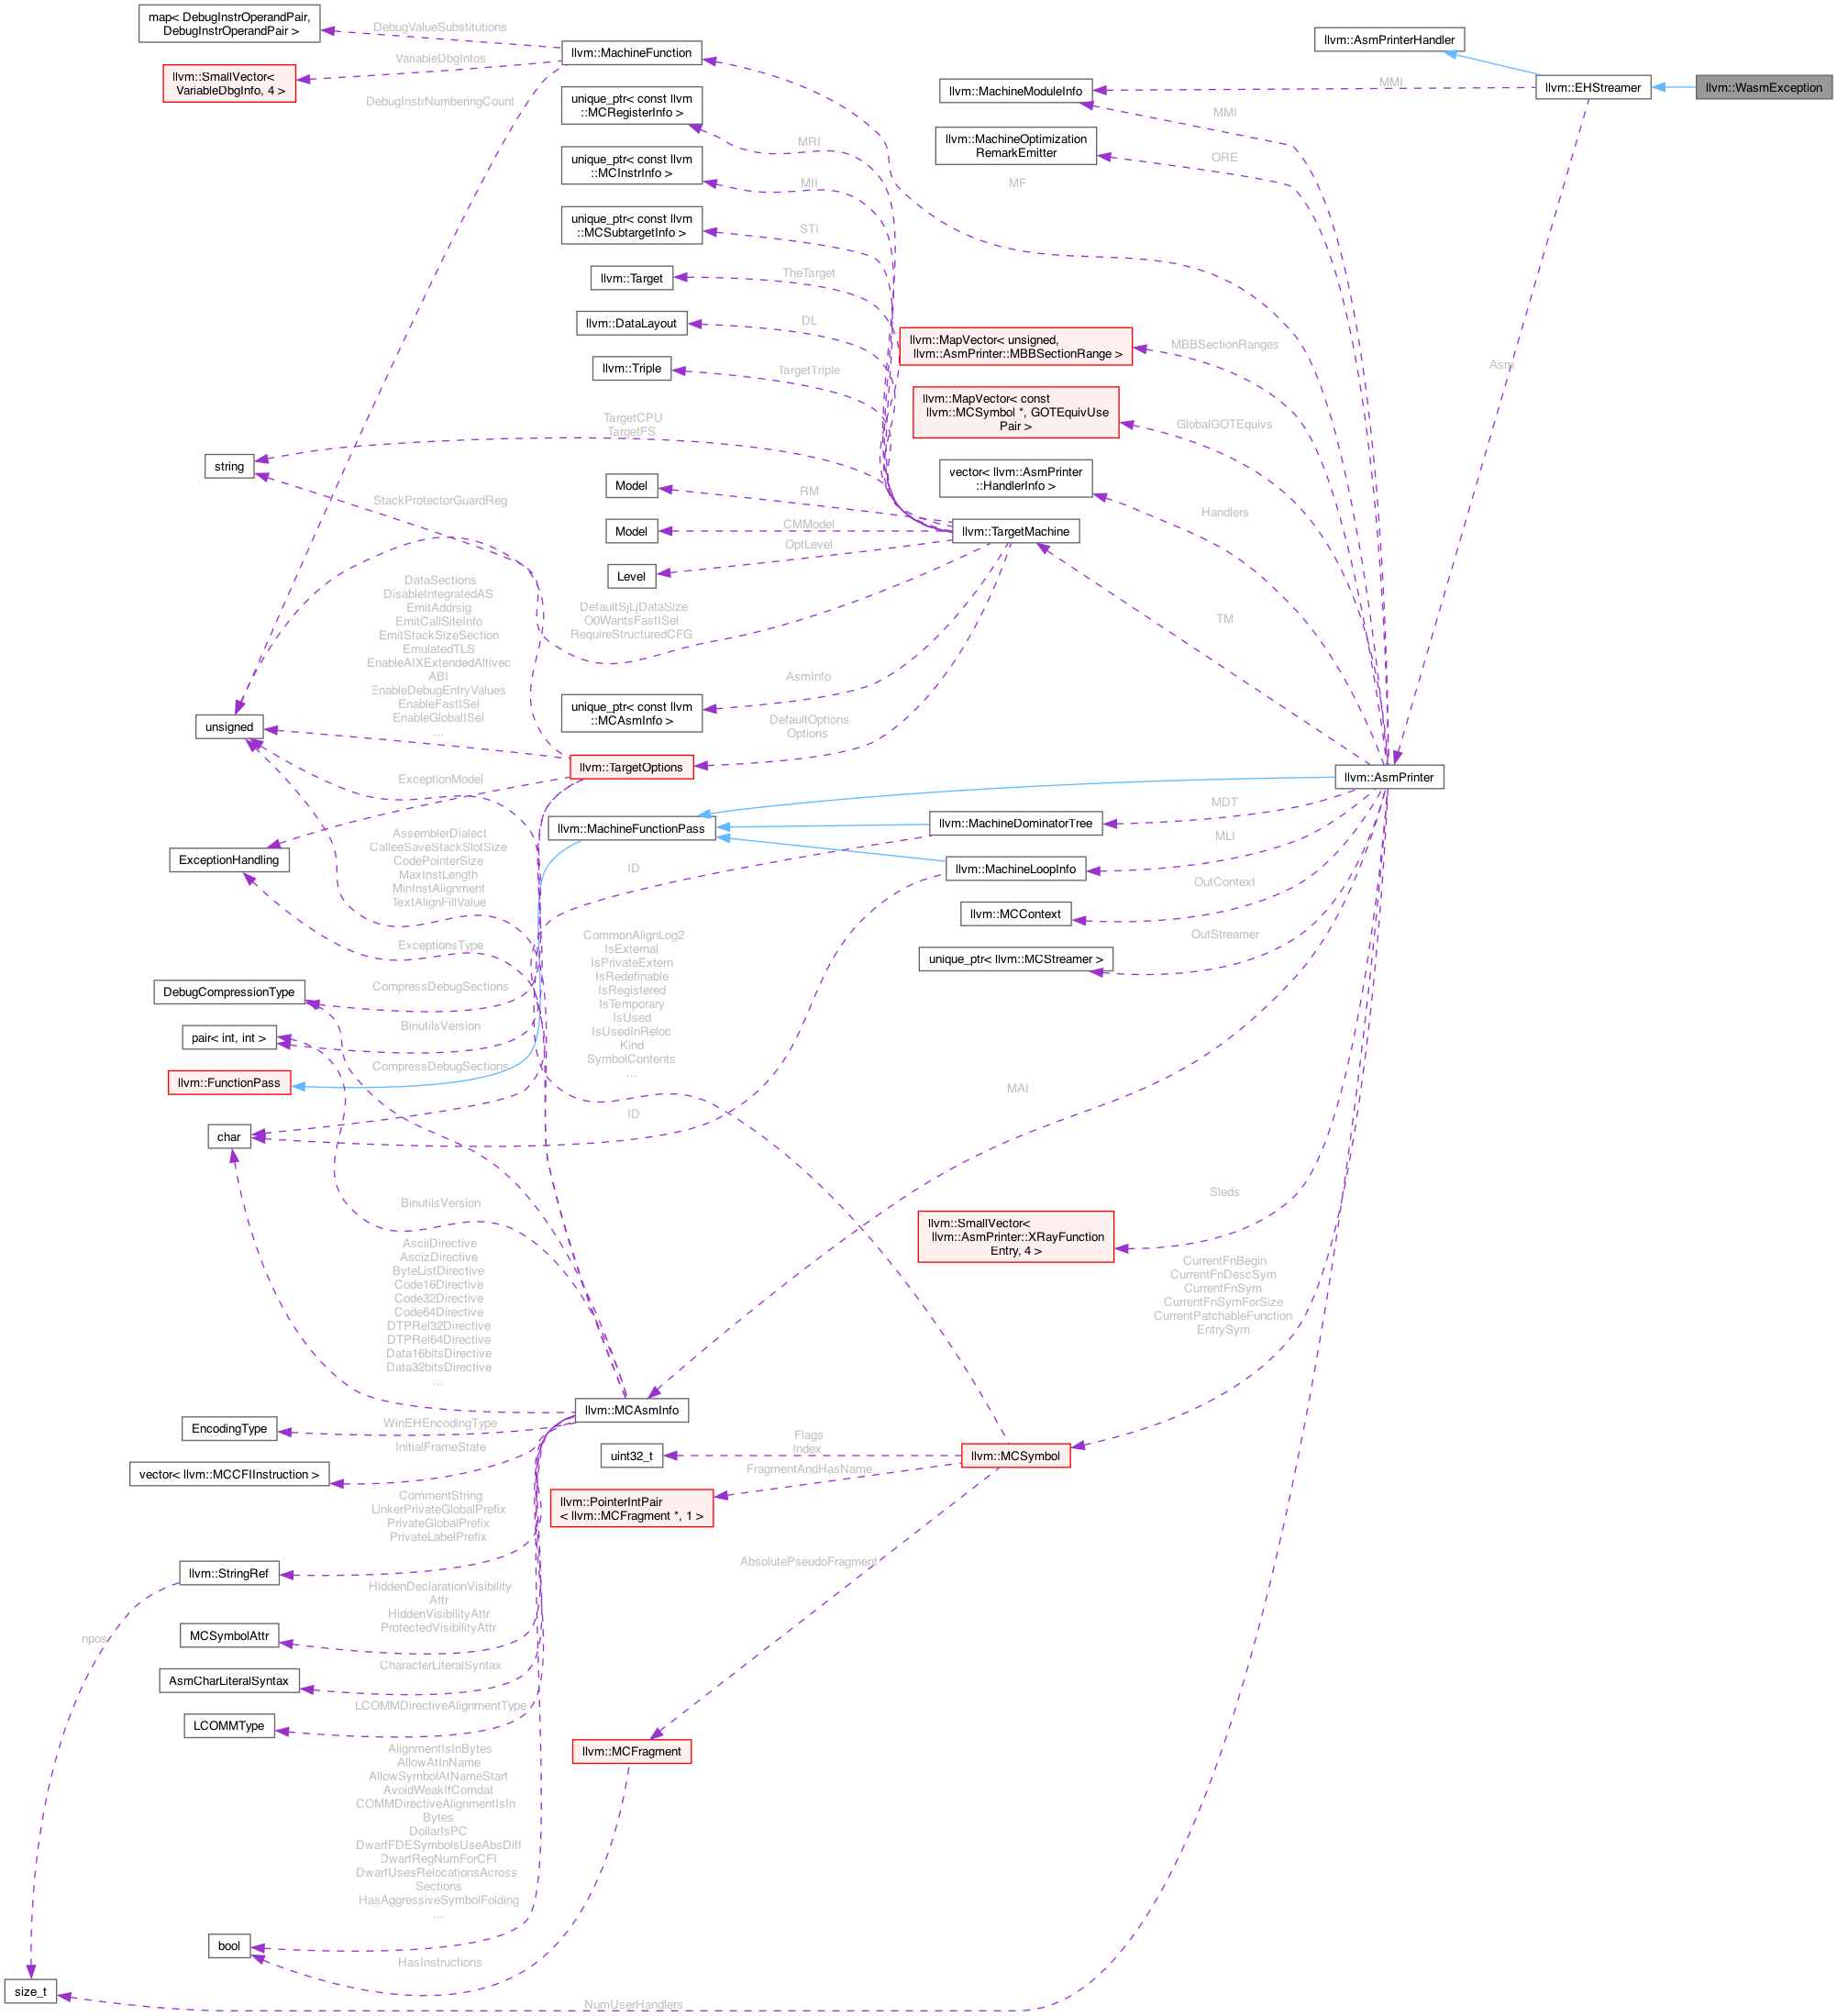 map< DebugInstrOperandPair,
DebugInstrOperandPair >
DebugValueSubstitutions
llvm::SmallVector<
VariableDbgInfo, 4 >
VariableDbgInfos
DebugInstrNumberingCount
llvm::MachineFunction
unique_ptr< const llvm
::MCRegisterInfo >
MRI
unique_ptr< const llvm
::MCInstrInfo >
MII
unique_ptr< const llvm
::MCSubtargetInfo >
STI
llvm::Target
TheTarget
llvm::DataLayout
DL
llvm::Triple
TargetTriple
llvm::AsmPrinterHandler
llvm::MachineModuleInfo
MMI
llvm::EHStreamer
llvm::WasmException
MMI
llvm::MachineOptimization
RemarkEmitter
ORE
MF
llvm::MapVector< unsigned,
llvm::AsmPrinter::MBBSectionRange >
MBBSectionRanges
Asm
llvm::MapVector< const
llvm::MCSymbol *, GOTEquivUse
Pair >
GlobalGOTEquivs
TargetCPU
TargetFS
string
StackProtectorGuardReg
Model
RM
vector< llvm::AsmPrinter
::HandlerInfo >
Handlers
Model
CMModel
llvm::TargetMachine
Level
OptLevel
DataSections
DisableIntegratedAS
EmitAddrsig
EmitCallSiteInfo
EmitStackSizeSection
EmulatedTLS
EnableAIXExtendedAltivec
ABI
EnableDebugEntryValues
EnableFastISel
EnableGlobalISel
...
DefaultSjLjDataSize
O0WantsFastISel
RequireStructuredCFG
TM
unique_ptr< const llvm
::MCAsmInfo >
AsmInfo
DefaultOptions
Options
unsigned
llvm::TargetOptions
ExceptionModel
llvm::AsmPrinter
llvm::MachineFunctionPass
llvm::MachineDominatorTree
MDT
AssemblerDialect
CalleeSaveStackSlotSize
CodePointerSize
MaxInstLength
MinInstAlignment
TextAlignFillValue
ExceptionHandling
ID
llvm::MachineLoopInfo
MLI
llvm::MCContext
OutContext
unique_ptr< llvm::MCStreamer >
OutStreamer
ExceptionsType
CommonAlignLog2
IsExternal
IsPrivateExtern
IsRedefinable
IsRegistered
IsTemporary
IsUsed
IsUsedInReloc
Kind
SymbolContents
...
DebugCompressionType
CompressDebugSections
pair< int, int >
BinutilsVersion
CompressDebugSections
llvm::FunctionPass
MAI
ID
char
BinutilsVersion
Sleds
llvm::SmallVector<
llvm::AsmPrinter::XRayFunction
Entry, 4 >
AsciiDirective
AscizDirective
ByteListDirective
Code16Directive
Code32Directive
Code64Directive
DTPRel32Directive
DTPRel64Directive
Data16bitsDirective
Data32bitsDirective
...
CurrentFnBegin
CurrentFnDescSym
CurrentFnSym
CurrentFnSymForSize
CurrentPatchableFunction
EntrySym
llvm::MCAsmInfo
EncodingType
WinEHEncodingType
InitialFrameState
Flags
Index
uint32_t
llvm::MCSymbol
vector< llvm::MCCFIInstruction >
FragmentAndHasName
CommentString
LinkerPrivateGlobalPrefix
PrivateGlobalPrefix
PrivateLabelPrefix
llvm::PointerIntPair
< llvm::MCFragment *, 1 >
AbsolutePseudoFragment
llvm::StringRef
HiddenDeclarationVisibility
Attr
HiddenVisibilityAttr
ProtectedVisibilityAttr
npos
MCSymbolAttr
CharacterLiteralSyntax
AsmCharLiteralSyntax
LCOMMDirectiveAlignmentType
LCOMMType
llvm::MCFragment
AlignmentIsInBytes
AllowAtInName
AllowSymbolAtNameStart
AvoidWeakIfComdat
COMMDirectiveAlignmentIsIn
Bytes
DollarIsPC
DwarfFDESymbolsUseAbsDiff
DwarfRegNumForCFI
DwarfUsesRelocationsAcross
Sections
HasAggressiveSymbolFolding
...
bool
HasInstructions
size_t
NumUserHandlers